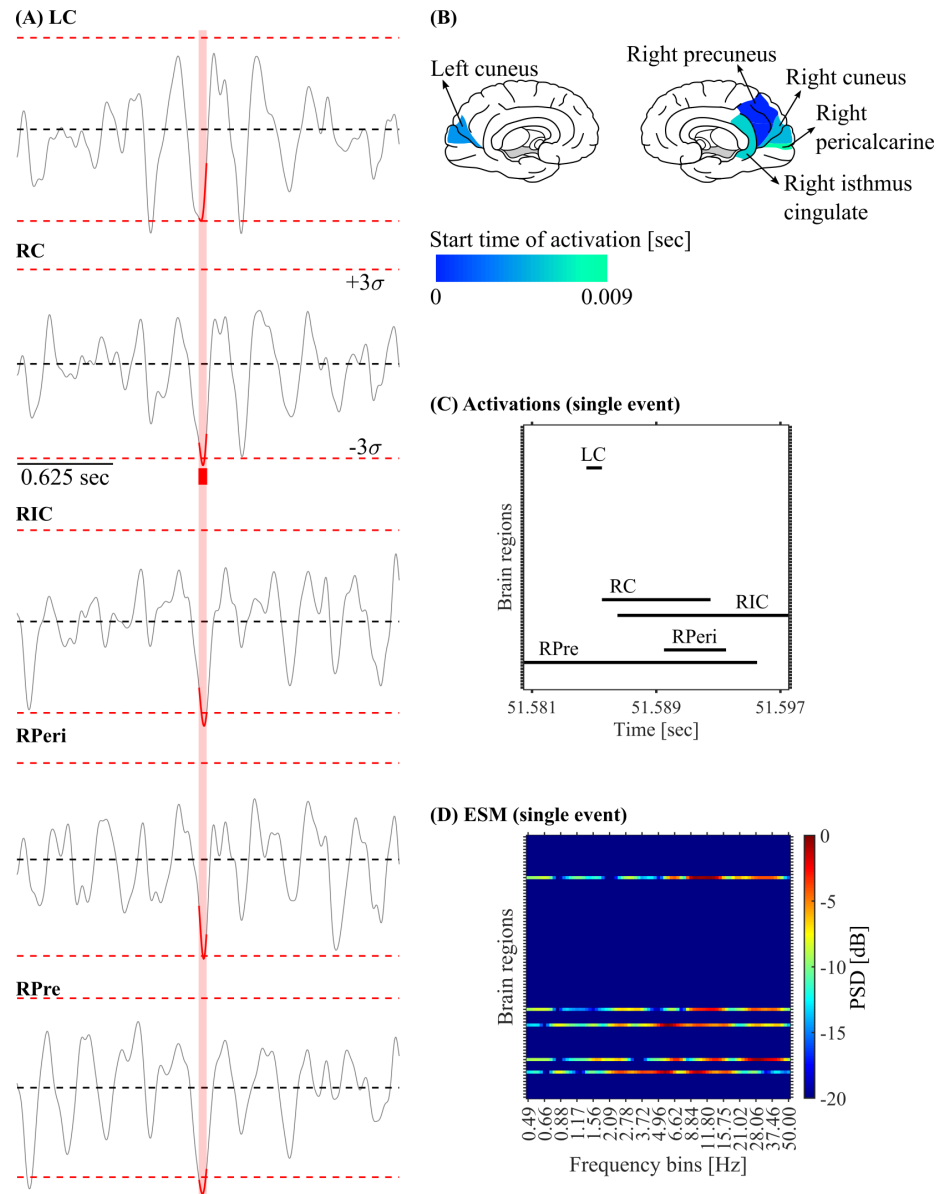 (A) LC
RC
+3σ
-3σ
0.625 sec
RIC
RPeri
RPre
(B)
Left cuneus
Right precuneus
Right cuneus
Right
pericalcarine
Right isthmus
cingulate
Start time of activation [sec]
0
0.009
(C) Activations (single event)
Brain regions
LC
RC
RIC
RPeri
RPre
51.581
51.589
51.597
Time [sec]
(D) ESM (single event)
Brain regions
0.49
0.66
0.88
1.17
1.56
2.09
2.78
3.72
4.96
6.62
8.84
11.80
15.75
21.02
28.06
37.46
50.00
Frequency bins [Hz]
0
-5
-10
-15
-20
PSD [dB]